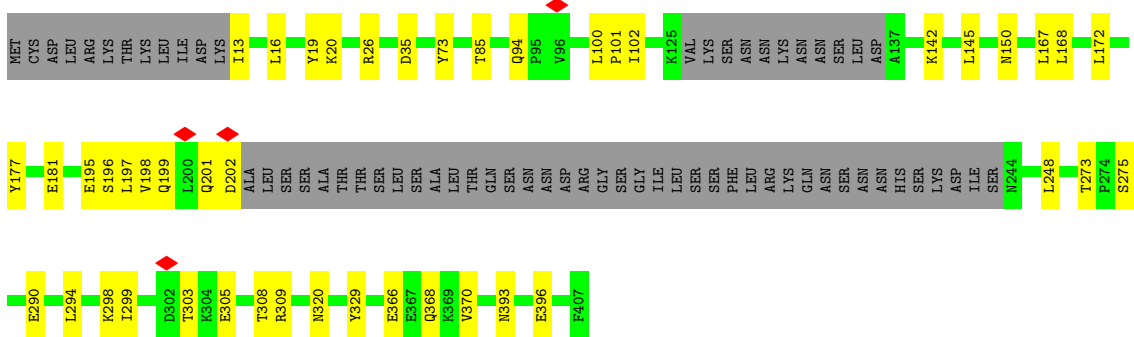 MET CYS ASP LEU ARG LYS THR LYS LEU ILE ASP LYS I13 L16 Y19 K20 R26 D35 Y73 T85 Q94 P95 V96 L100 P101 I102 K125 VAL LYS SER ASN ASN LYS ASN ASN SER LEU ASP A137 K142 L145 N150 L167 L168 L172
Y177 E181 E195 S196 L197 V198 Q199 L200 Q201 D202 ALA LEU SER SER ALA THR THR SER LEU SER ALA LEU THR GLN SER ASN ASN ASP ARG GLY SER GLY ILE LEU SER SER PHE LEU ARG LYS GLN ASN SER ASN ASN HIS SER LYS ASP ILE SER N244 L248 T273 P274 S275
E290 L294 K298 I299 D302 T303 K304 E305 T308 R309 N320 Y329 E366 E367 Q368 K369 V370 N393 E396 F407